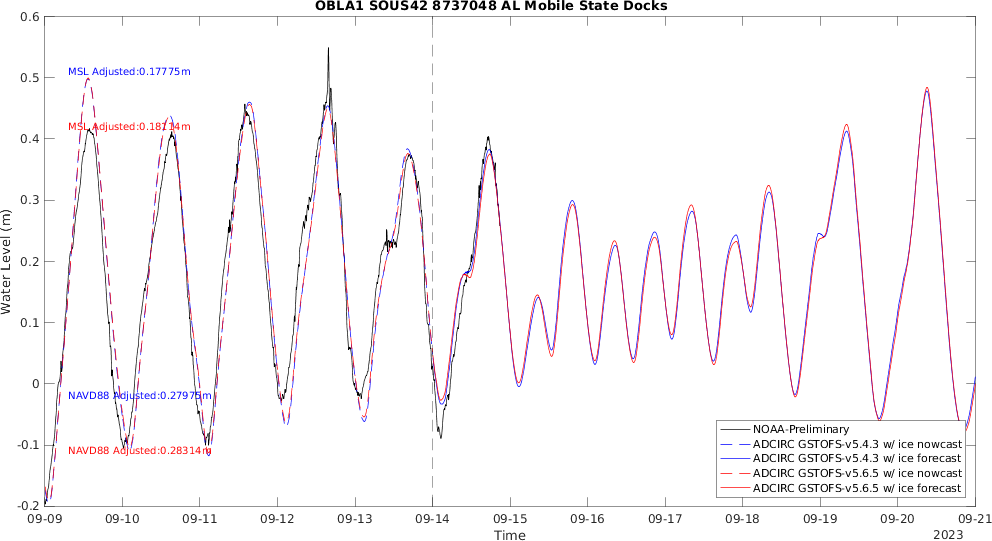 OBLA1 SOUS42 8737048 AL Mobile State Docks
0.6
0.5
0.4
0.3
0.2
0.1
0
-0.1
-0.2
Water Level (m)
MSL Adjusted:0.17775m
MSL Adjusted:0.18114m
NAVD88 Adjusted:0.27975m
NAVD88 Adjusted:0.28314m
NOAA-Preliminary
ADCIRC GSTOFS-v5.4.3 w/ ice nowcast
ADCIRC GSTOFS-v5.4.3 w/ ice forecast
ADCIRC GSTOFS-v5.6.5 w/ ice nowcast
ADCIRC GSTOFS-v5.6.5 w/ ice forecast
09-09 09-10 09-11 09-12 09-13 09-14 09-15 09-16 09-17 09-18 09-19 09-20 09-21
Time
2023